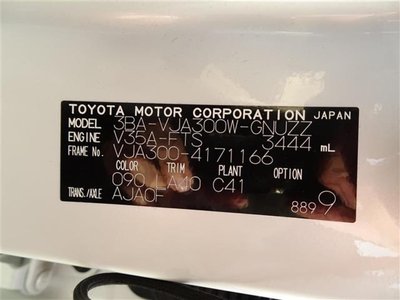 TOYOTA MOTOR CORPORATION JAPAN
MODEL 3BA-VJA300W-GNUZZ
ENGINE V35A-FTS 3444 mL
FRAME No. VJA300-4171166
COLOR TRIM PLANT OPTION
090 LA40 C41
TRANS./AXLE AJA0F
889 9